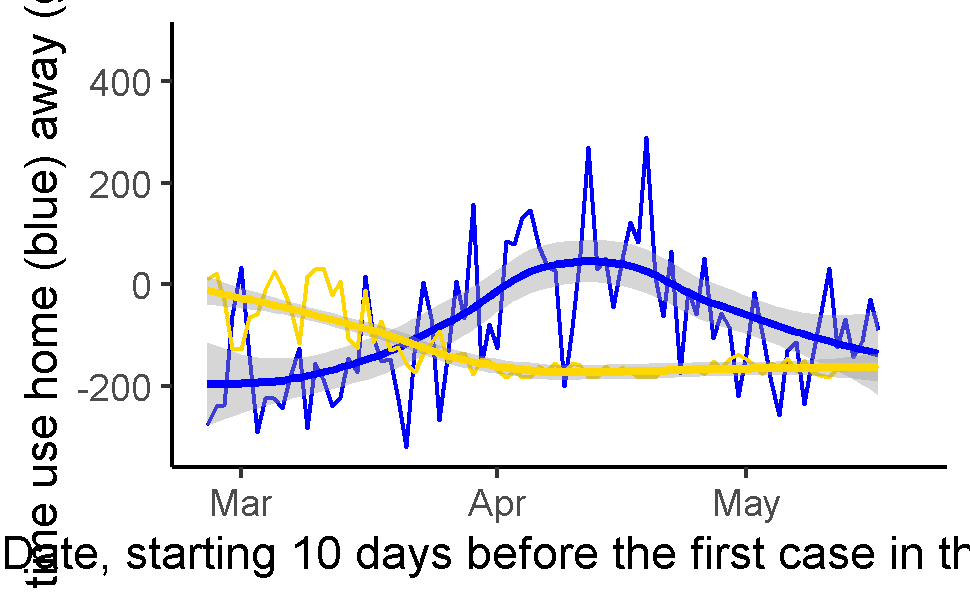 time use home (blue) away (
400
200
0
-200
Mar Apr May
Date, starting 10 days before the first case in th